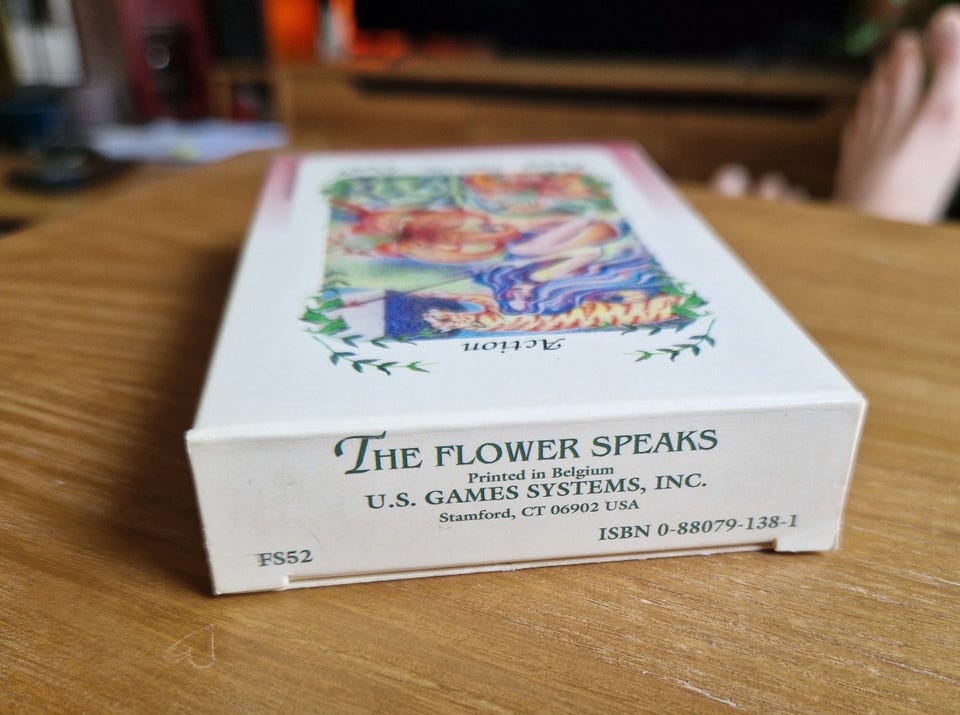 Action
THE FLOWER SPEAKS
Printed in Belgium
U.S. GAMES SYSTEMS, INC.
Stamford, CT 06902 USA
ISBN 0-88079-138-1
FS52